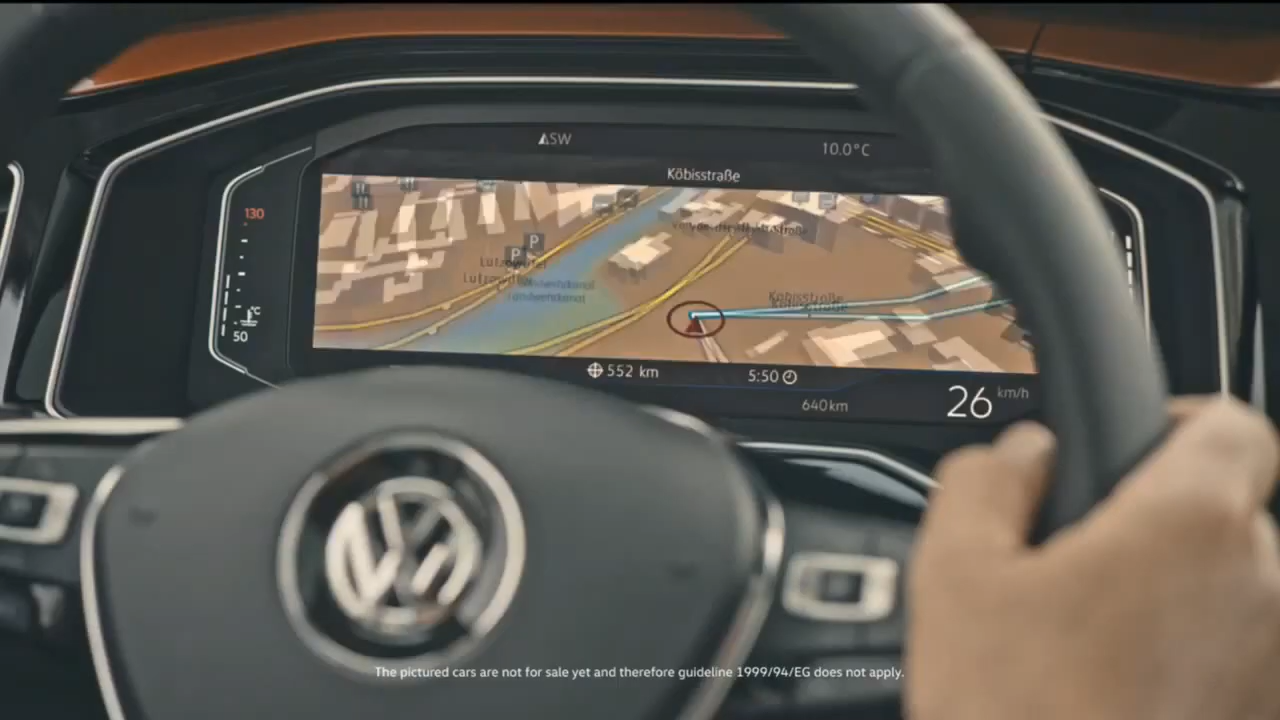 SW
10.0°C
Köbisstraße
130
P
P
Köbisstraße
°C
50
552 km
5:50
640km
26 km/h
The pictured cars are not for sale yet and therefore guideline 1999/94/EG does not apply.